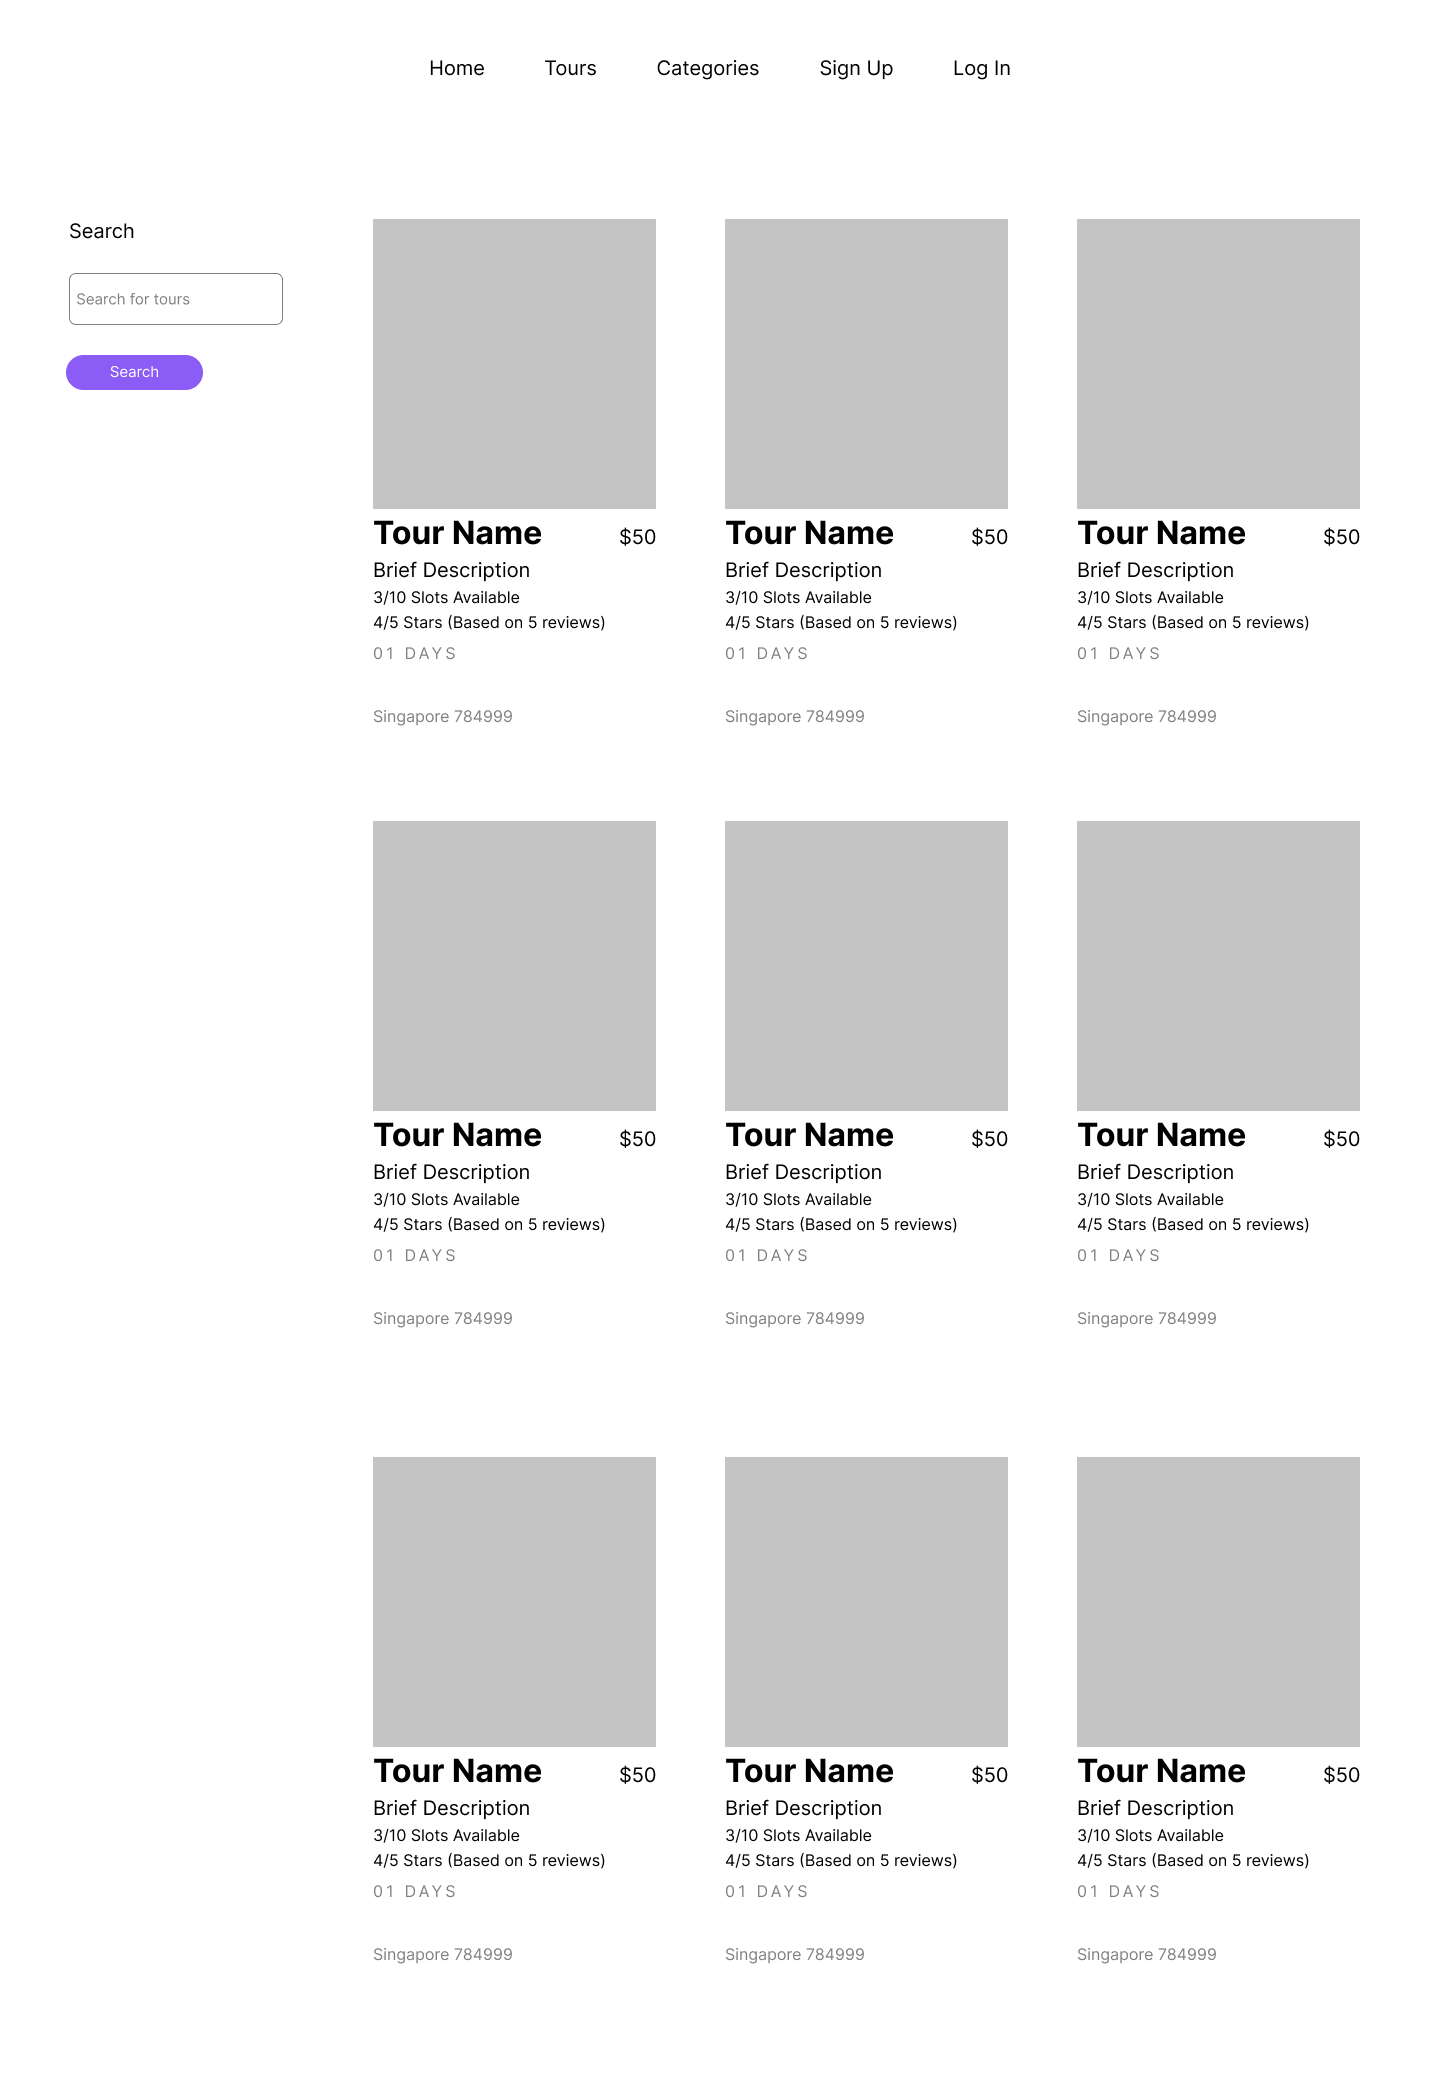 Home Tours Categories Sign Up Log In
Search
Search for tours
Search
Tour Name $50
Brief Description
3/10 Slots Available
4/5 Stars (Based on 5 reviews)
01 DAYS
Singapore 784999
Tour Name $50
Brief Description
3/10 Slots Available
4/5 Stars (Based on 5 reviews)
01 DAYS
Singapore 784999
Tour Name $50
Brief Description
3/10 Slots Available
4/5 Stars (Based on 5 reviews)
01 DAYS
Singapore 784999
Tour Name $50
Brief Description
3/10 Slots Available
4/5 Stars (Based on 5 reviews)
01 DAYS
Singapore 784999
Tour Name $50
Brief Description
3/10 Slots Available
4/5 Stars (Based on 5 reviews)
01 DAYS
Singapore 784999
Tour Name $50
Brief Description
3/10 Slots Available
4/5 Stars (Based on 5 reviews)
01 DAYS
Singapore 784999
Tour Name $50
Brief Description
3/10 Slots Available
4/5 Stars (Based on 5 reviews)
01 DAYS
Singapore 784999
Tour Name $50
Brief Description
3/10 Slots Available
4/5 Stars (Based on 5 reviews)
01 DAYS
Singapore 784999
Tour Name $50
Brief Description
3/10 Slots Available
4/5 Stars (Based on 5 reviews)
01 DAYS
Singapore 784999